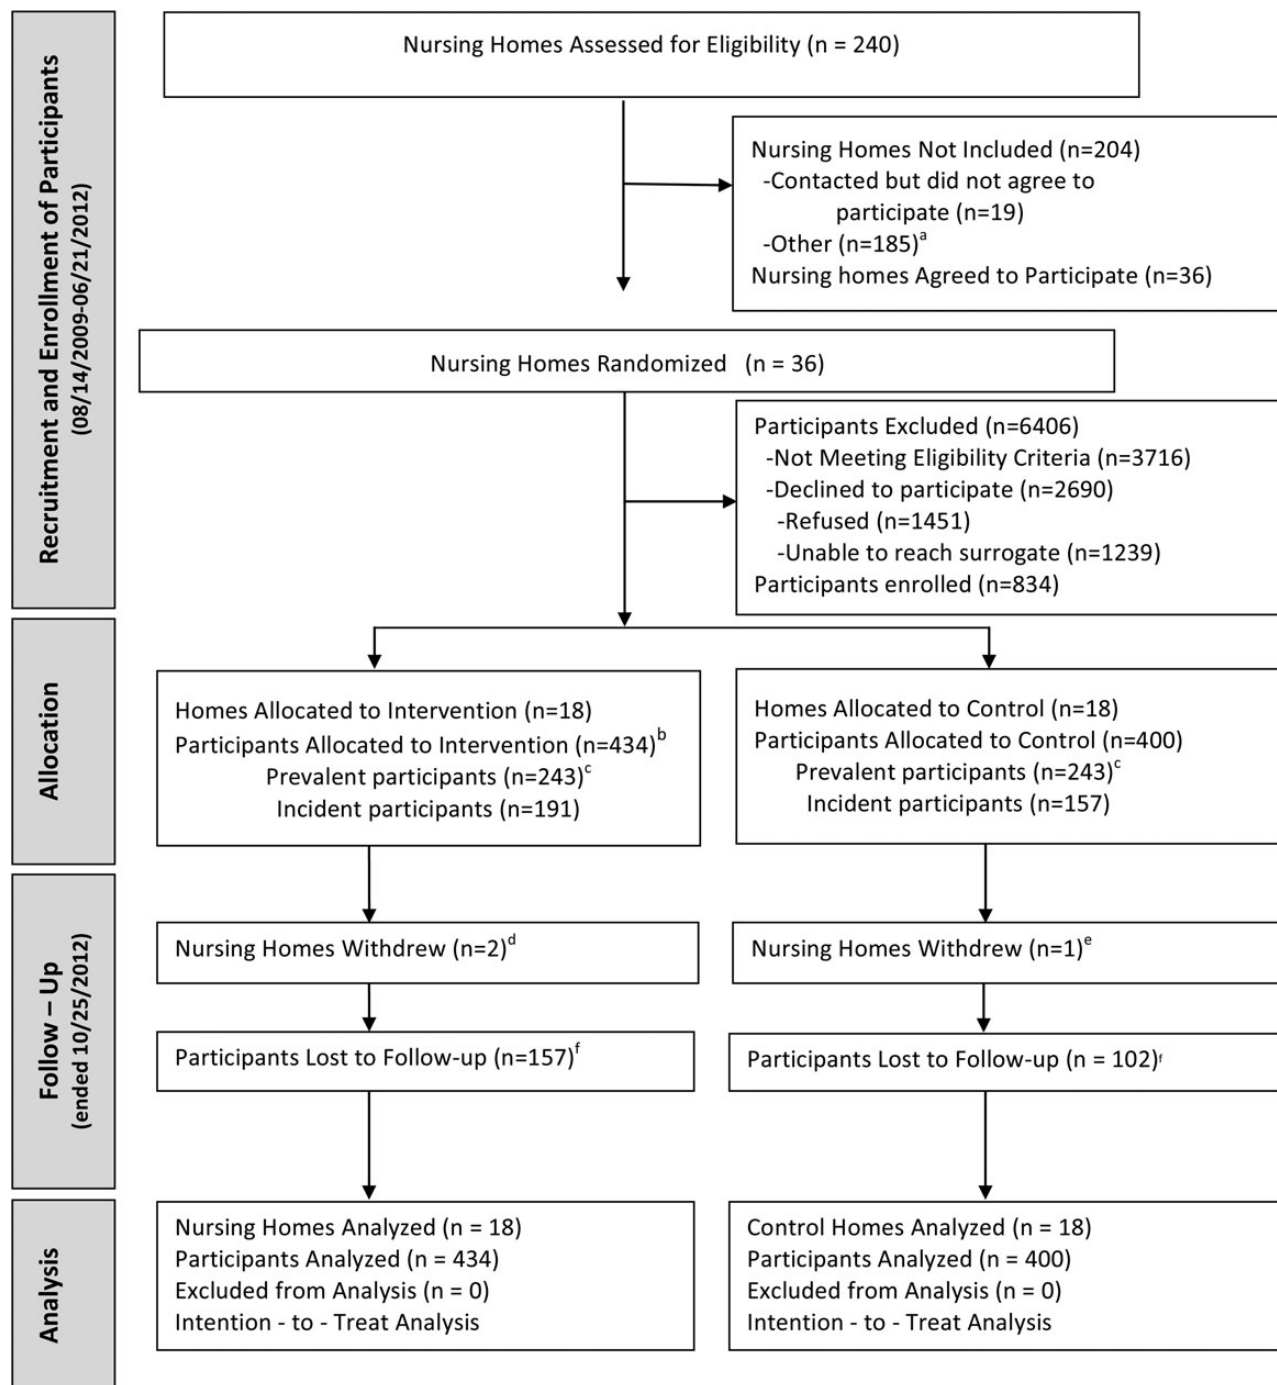 Recruitment and Enrollment of Participants
(08/14/2009-06/21/2012)
Nursing Homes Assessed for Eligibility (n = 240)
Nursing Homes Not Included (n=204)
-Contacted but did not agree to
participate (n=19)
-Other (n=185)ᵃ
Nursing homes Agreed to Participate (n=36)
Nursing Homes Randomized (n = 36)
Participants Excluded (n=6406)
-Not Meeting Eligibility Criteria (n=3716)
-Declined to participate (n=2690)
-Refused (n=1451)
-Unable to reach surrogate (n=1239)
Participants enrolled (n=834)
Allocation
Homes Allocated to Intervention (n=18)
Participants Allocated to Intervention (n=434)ᵇ
Prevalent participants (n=243)ᶜ
Incident participants (n=191)
Homes Allocated to Control (n=18)
Participants Allocated to Control (n=400)
Prevalent participants (n=243)ᶜ
Incident participants (n=157)
Follow – Up
(ended 10/25/2012)
Nursing Homes Withdrew (n=2)ᵈ
Nursing Homes Withdrew (n=1)ᵉ
Participants Lost to Follow-up (n=157)ᶠ
Participants Lost to Follow-up (n = 102)ᶠ
Analysis
Nursing Homes Analyzed (n = 18)
Participants Analyzed (n = 434)
Excluded from Analysis (n = 0)
Intention - to - Treat Analysis
Control Homes Analyzed (n = 18)
Participants Analyzed (n = 400)
Excluded from Analysis (n = 0)
Intention - to - Treat Analysis